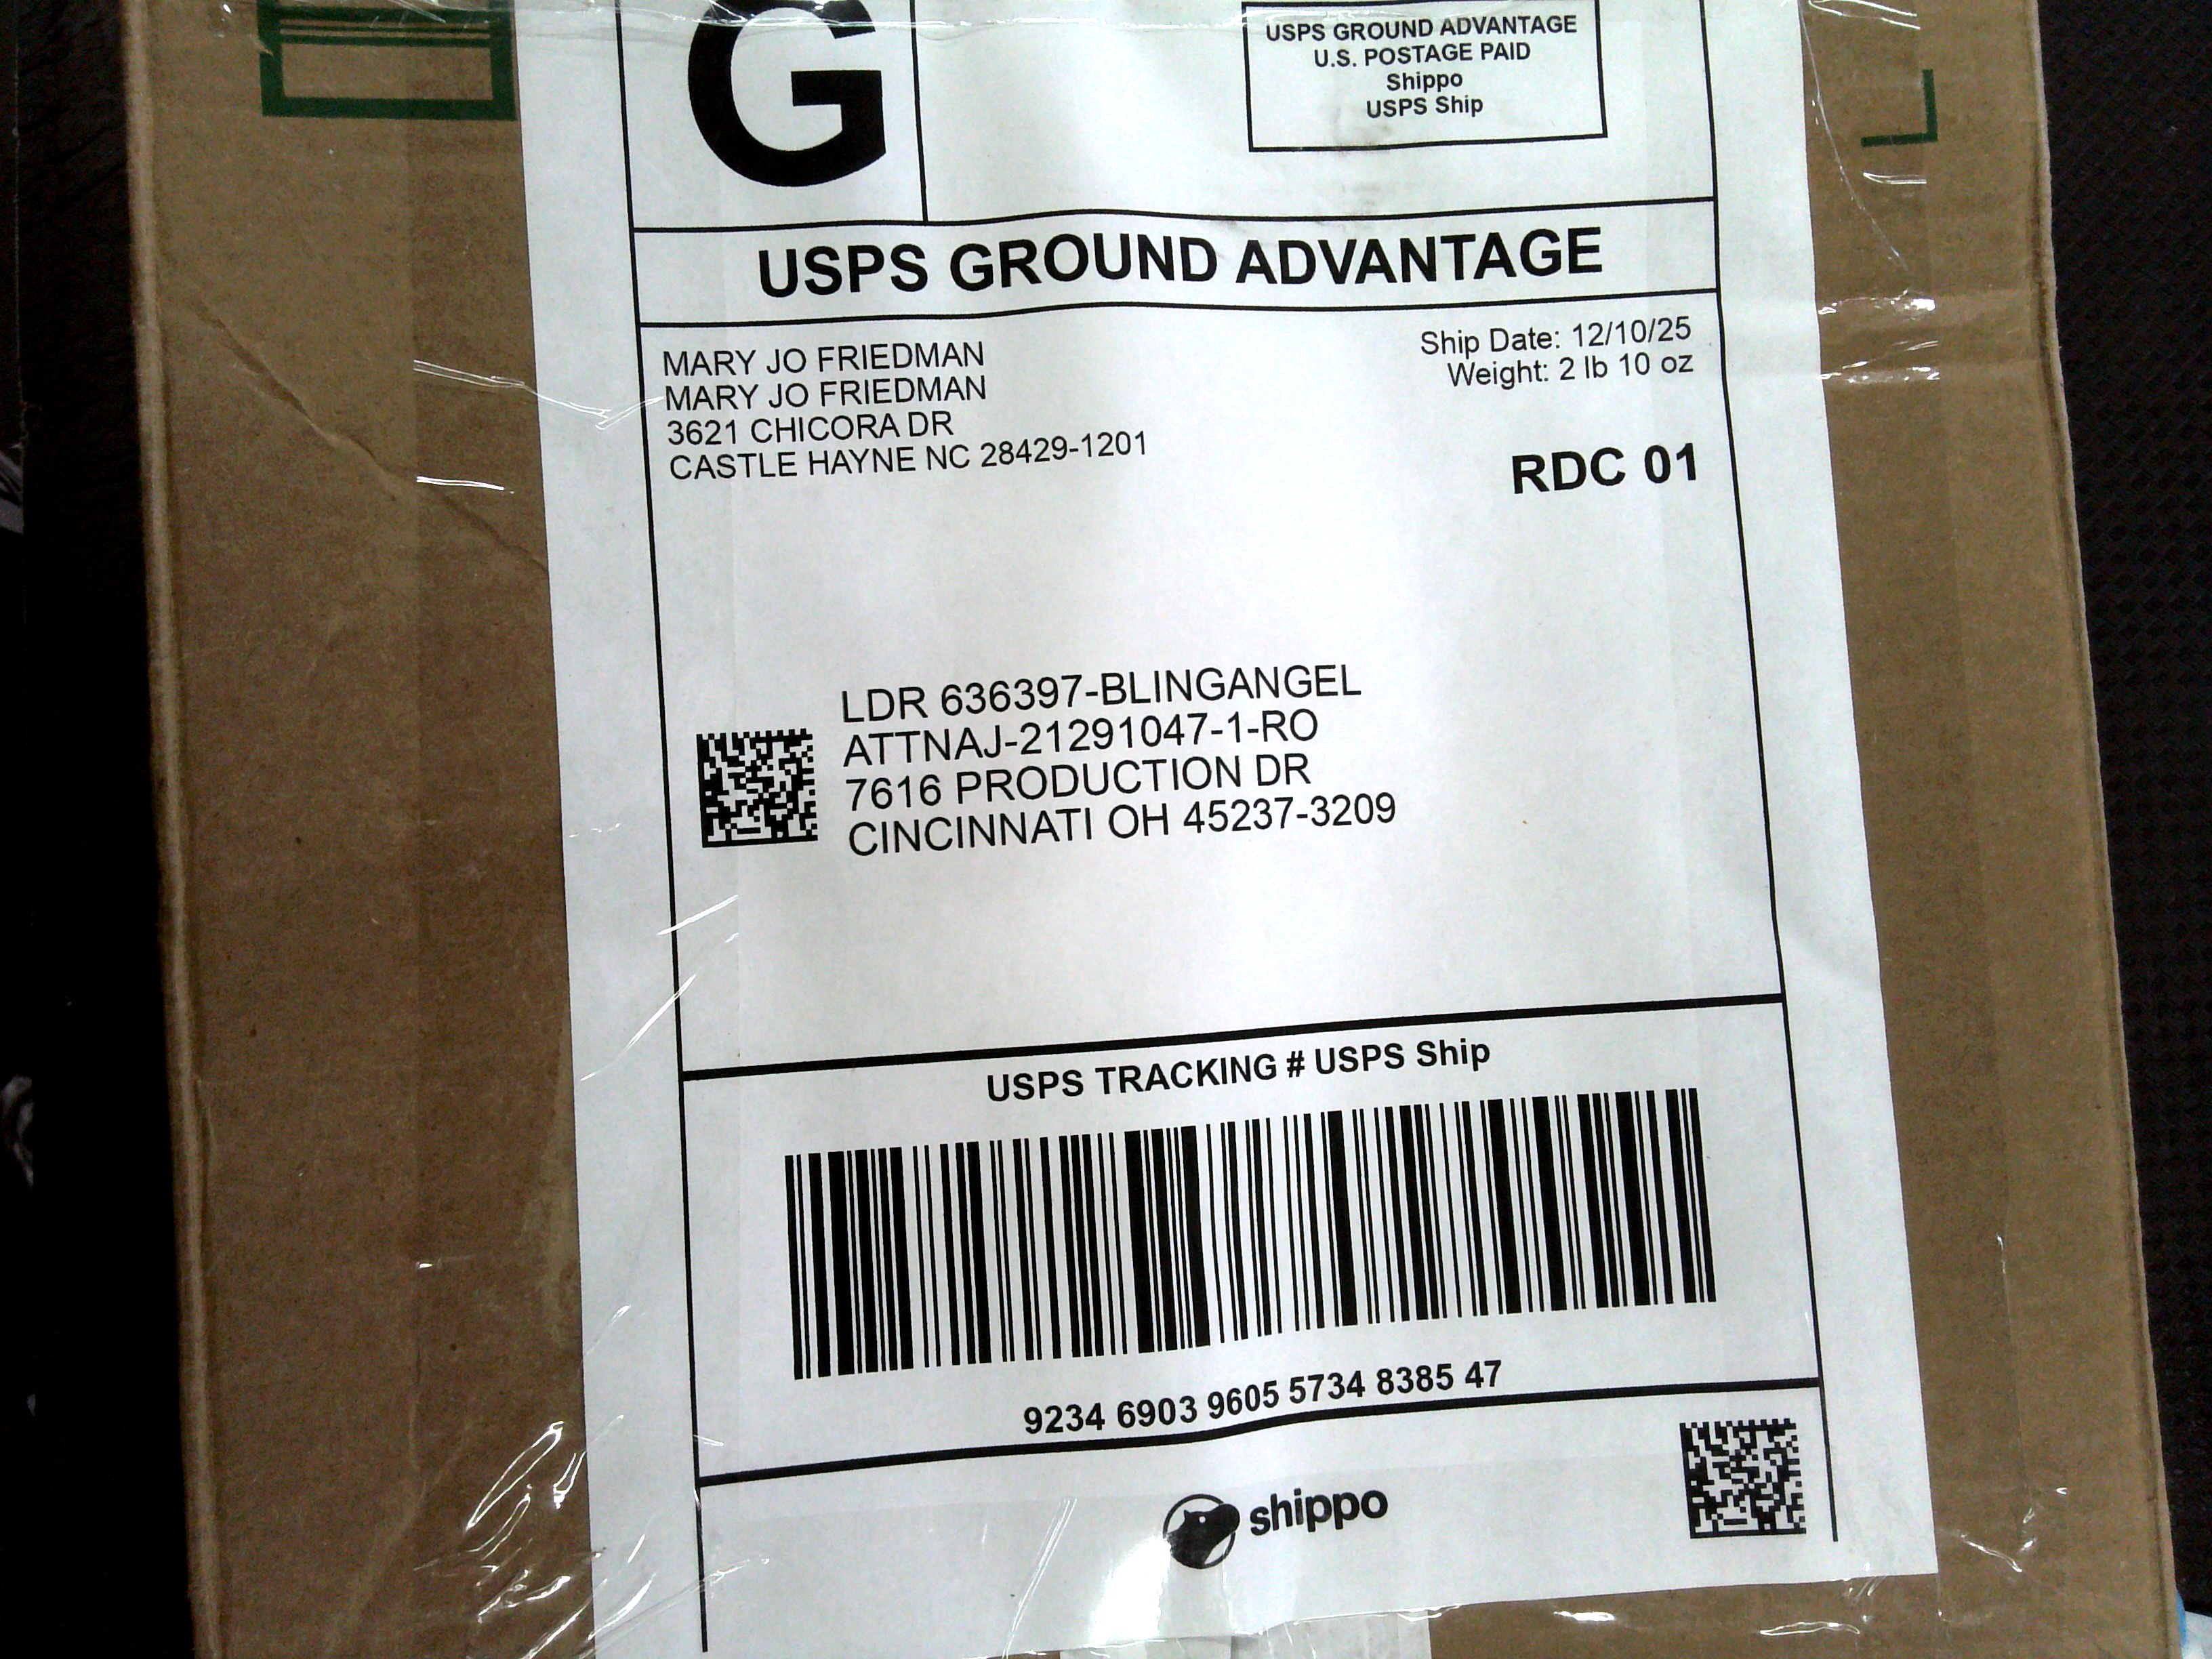 G
USPS GROUND ADVANTAGE
U.S. POSTAGE PAID
Shippo
USPS Ship
USPS GROUND ADVANTAGE
MARY JO FRIEDMAN
MARY JO FRIEDMAN
3621 CHICORA DR
CASTLE HAYNE NC 28429-1201
Ship Date: 12/10/25
Weight: 2 lb 10 oz
RDC 01
LDR 636397-BLINGANGEL
ATTNAJ-21291047-1-RO
7616 PRODUCTION DR
CINCINNATI OH 45237-3209
USPS TRACKING # USPS Ship
9234 6903 9605 5734 8385 47
shippo